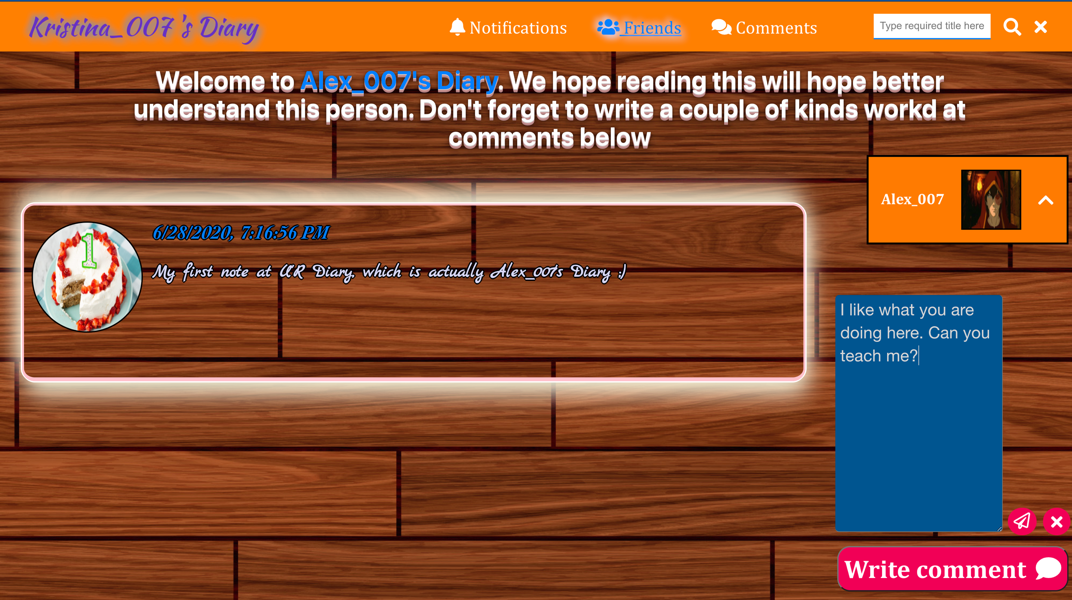 Kristina_007 's Diary
Notifications
Friends
Comments
Type required title here
Welcome to Alex_007's Diary. We hope reading this will hope better
understand this person. Don't forget to write a couple of kinds workd at
comments below
Alex_007
1
6/28/2020, 7:16:56 PM
My first note at UR Diary, which is actually Alex_007's Diary :)
I like what you are
doing here. Can you
teach me?
Write comment